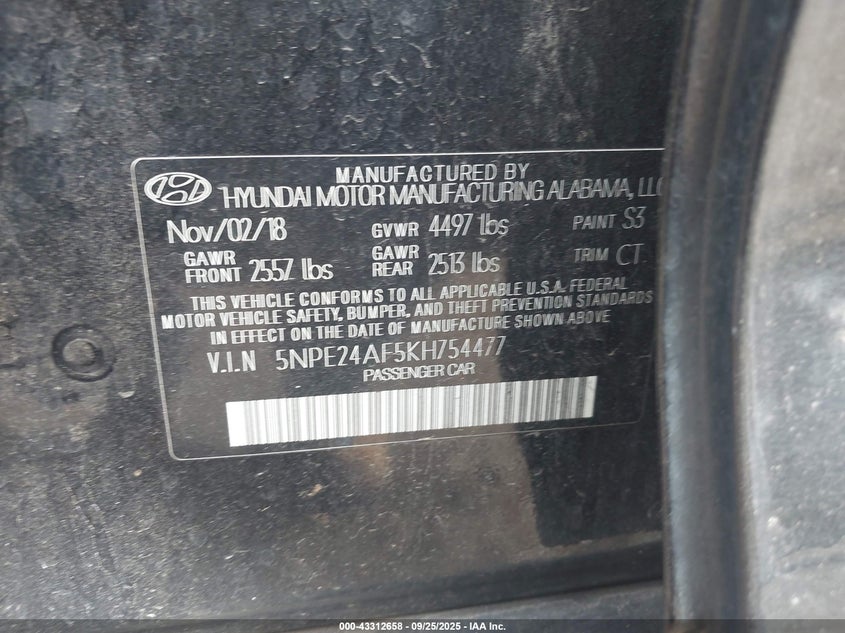 MANUFACTURED BY
HYUNDAI MOTOR MANUFACTURING ALABAMA, LLC
Nov/02/18 GVWR 4497 lbs PAINT S3
GAWR FRONT 2557 lbs GAWR REAR 2513 lbs TRIM CT
THIS VEHICLE CONFORMS TO ALL APPLICABLE U.S.A. FEDERAL
MOTOR VEHICLE SAFETY, BUMPER, AND THEFT PREVENTION STANDARDS
IN EFFECT ON THE DATE OF MANUFACTURE SHOWN ABOVE
V.I.N 5NPE24AF5KH754477
PASSENGER CAR
000-43312658 - 09/25/2025 - IAA Inc.